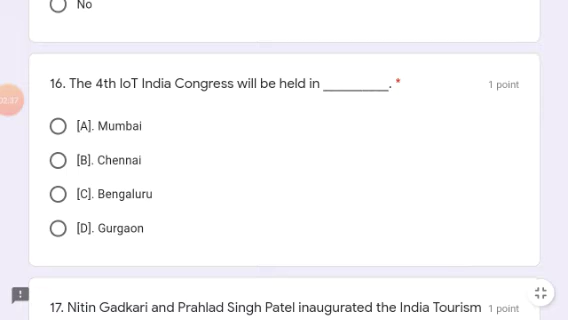 No
16. The 4th IoT India Congress will be held in __________. *
1 point
[A]. Mumbai
[B]. Chennai
[C]. Bengaluru
[D]. Gurgaon
17. Nitin Gadkari and Prahlad Singh Patel inaugurated the India Tourism
1 point